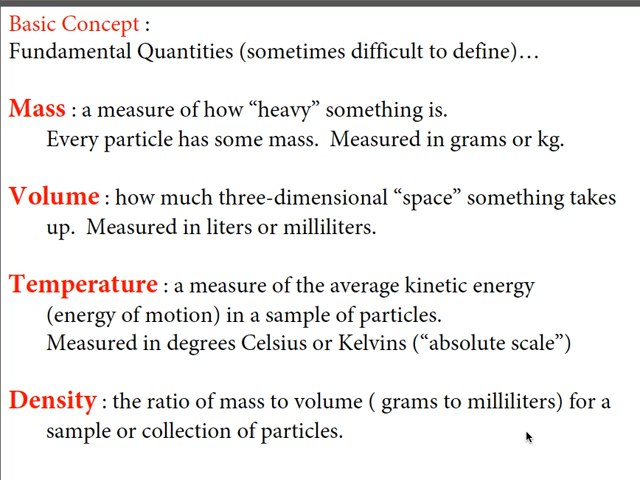 Basic Concept :
Fundamental Quantities (sometimes difficult to define)…
Mass : a measure of how “heavy” something is.
Every particle has some mass.  Measured in grams or kg.
Volume : how much three-dimensional “space” something takes
up.  Measured in liters or milliliters.
Temperature : a measure of the average kinetic energy
(energy of motion) in a sample of particles.
Measured in degrees Celsius or Kelvins (“absolute scale”)
Density : the ratio of mass to volume ( grams to milliliters) for a
sample or collection of particles.